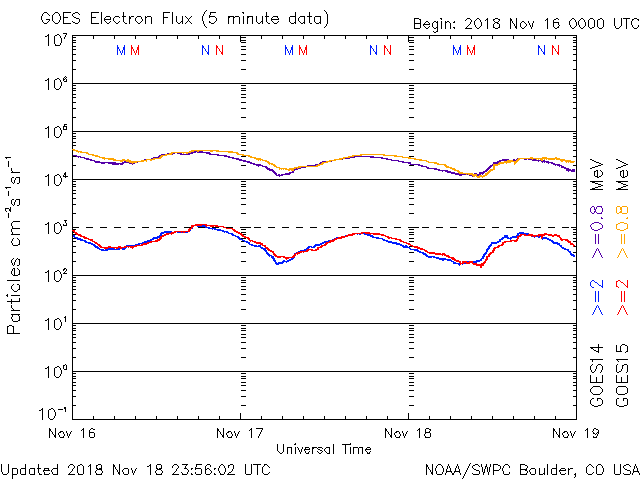 GOES Electron Flux (5 minute data)
Begin: 2018 Nov 16 0000 UTC
10⁷
M M N N M M N N M M N N
10⁶
10⁵
10⁴
10³
10²
10¹
10⁰
10⁻¹
Particles cm⁻²s⁻¹sr⁻¹
Nov 16 Nov 17 Nov 18 Nov 19
Universal Time
GOES14 >=2 >=0.8 MeV
GOES15 >=2 >=0.8 MeV
Updated 2018 Nov 18 23:56:02 UTC
NOAA/SWPC Boulder, CO USA